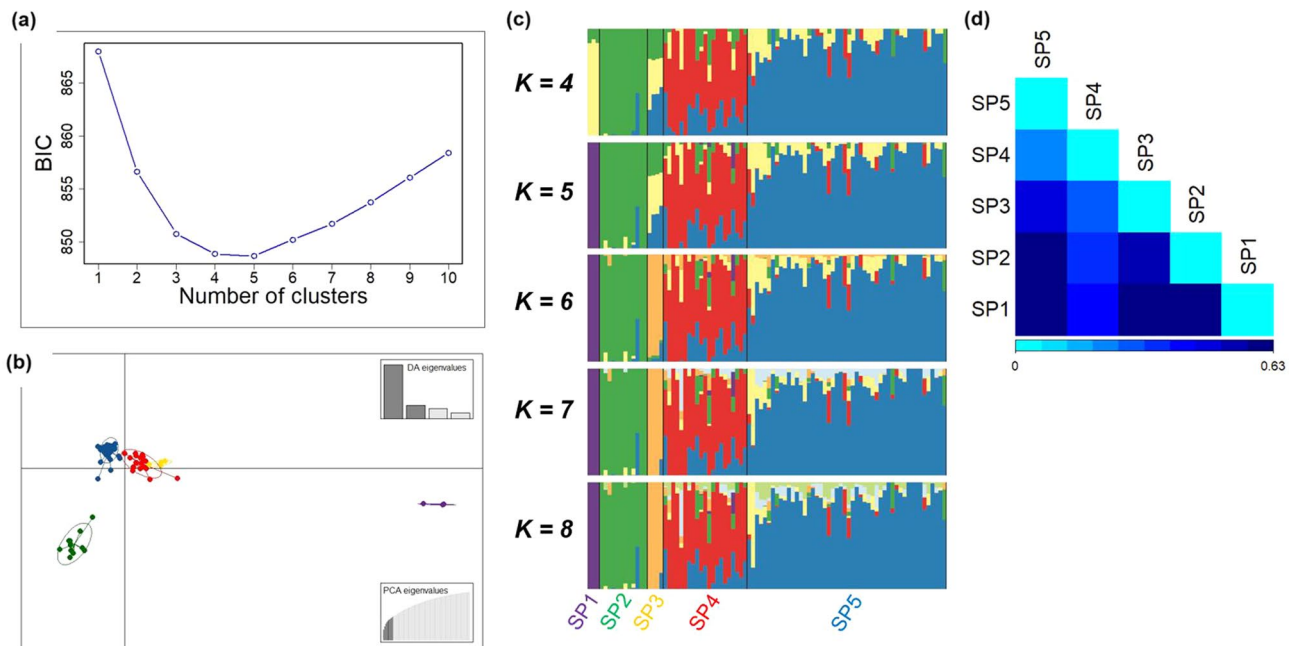 (a)
BIC
865
860
855
850
1 2 3 4 5 6 7 8 9 10
Number of clusters
(b)
DA eigenvalues
PCA eigenvalues
(c)
K = 4
K = 5
K = 6
K = 7
K = 8
SP1 SP2 SP3 SP4 SP5
(d)
SP5
SP4
SP3
SP2
SP1
SP5
SP4
SP3
SP2
SP1
0 0.63